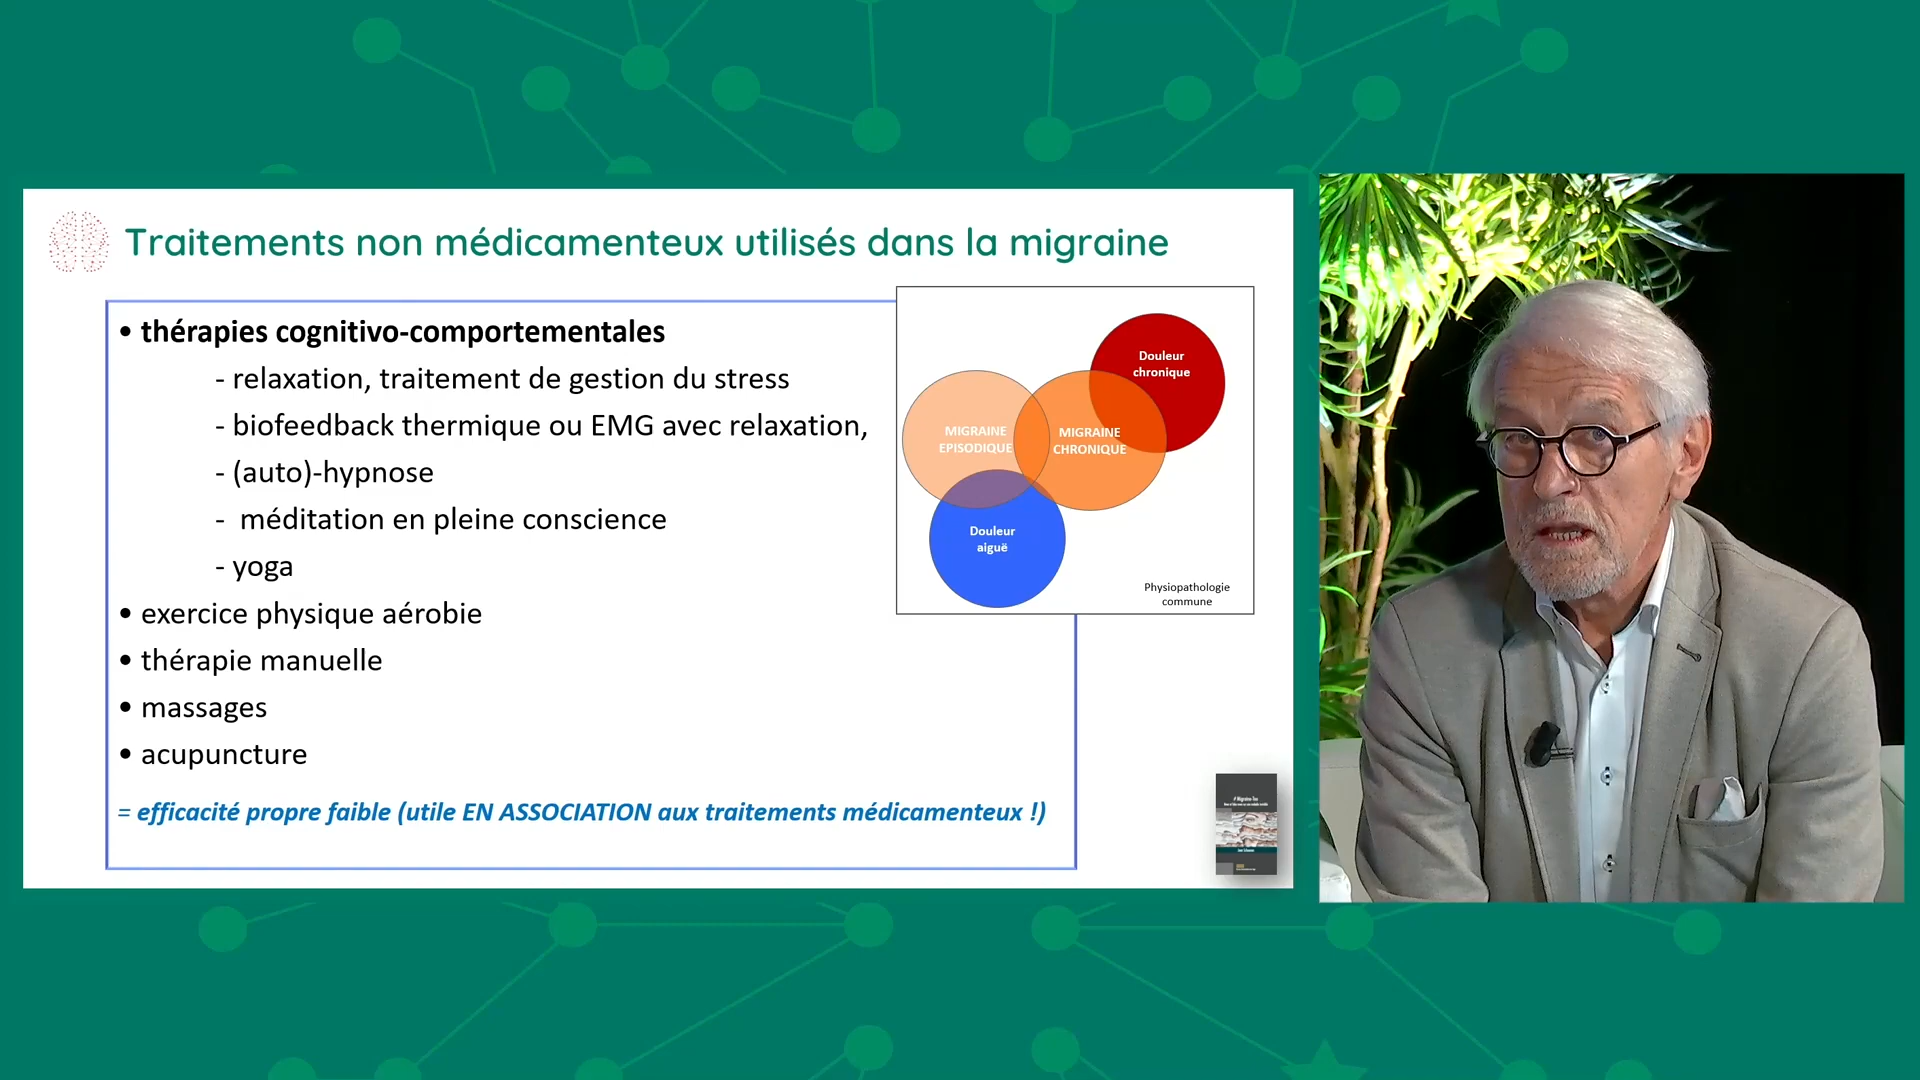 Traitements non médicamenteux utilisés dans la migraine
• thérapies cognitivo-comportementales
- relaxation, traitement de gestion du stress
- biofeedback thermique ou EMG avec relaxation,
- (auto)-hypnose
- méditation en pleine conscience
- yoga
• exercice physique aérobie
• thérapie manuelle
• massages
• acupuncture
= efficacité propre faible (utile EN ASSOCIATION aux traitements médicamenteux !)
Douleur
chronique
MIGRAINE
EPISODIQUE
MIGRAINE
CHRONIQUE
Douleur
aiguë
Physiopathologie
commune